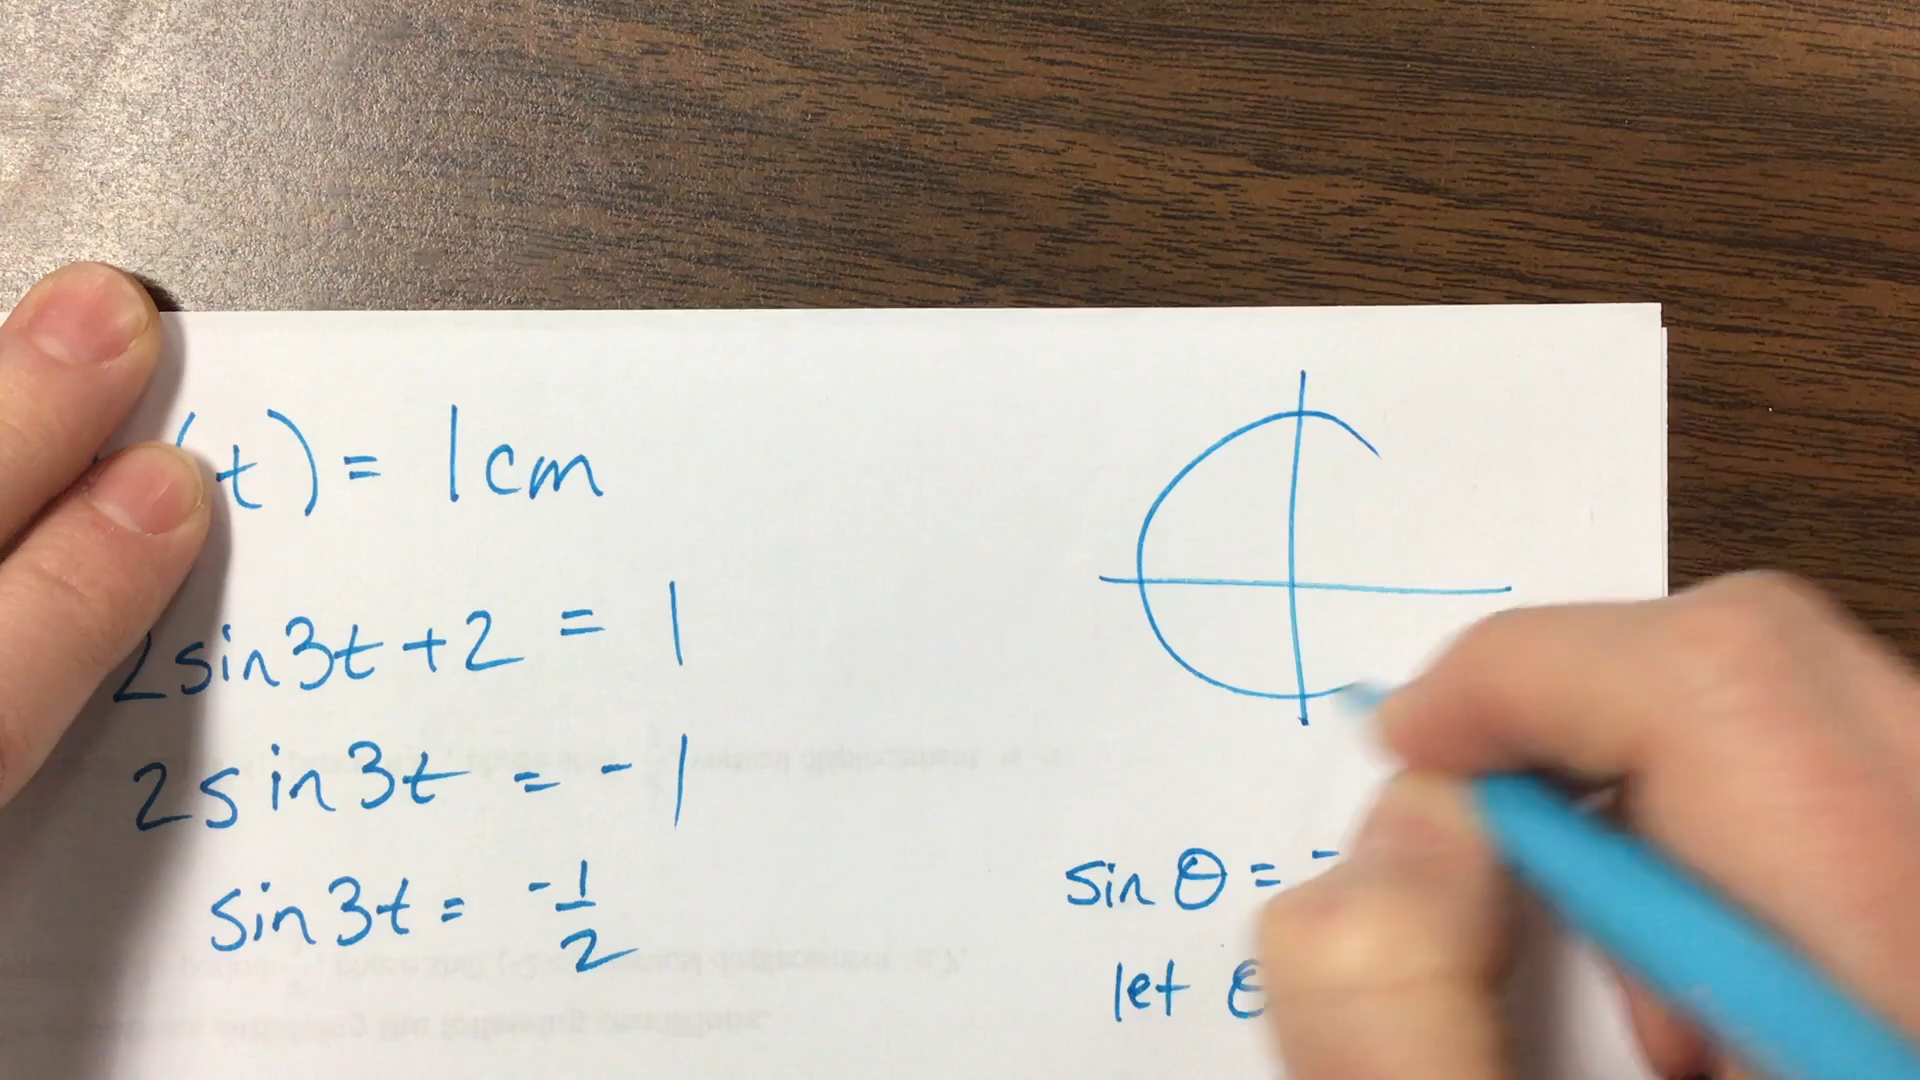 (t) = 1cm
2sin3t + 2 = 1
2sin3t = -1
sin3t = -1/2
sin θ = -
let θ